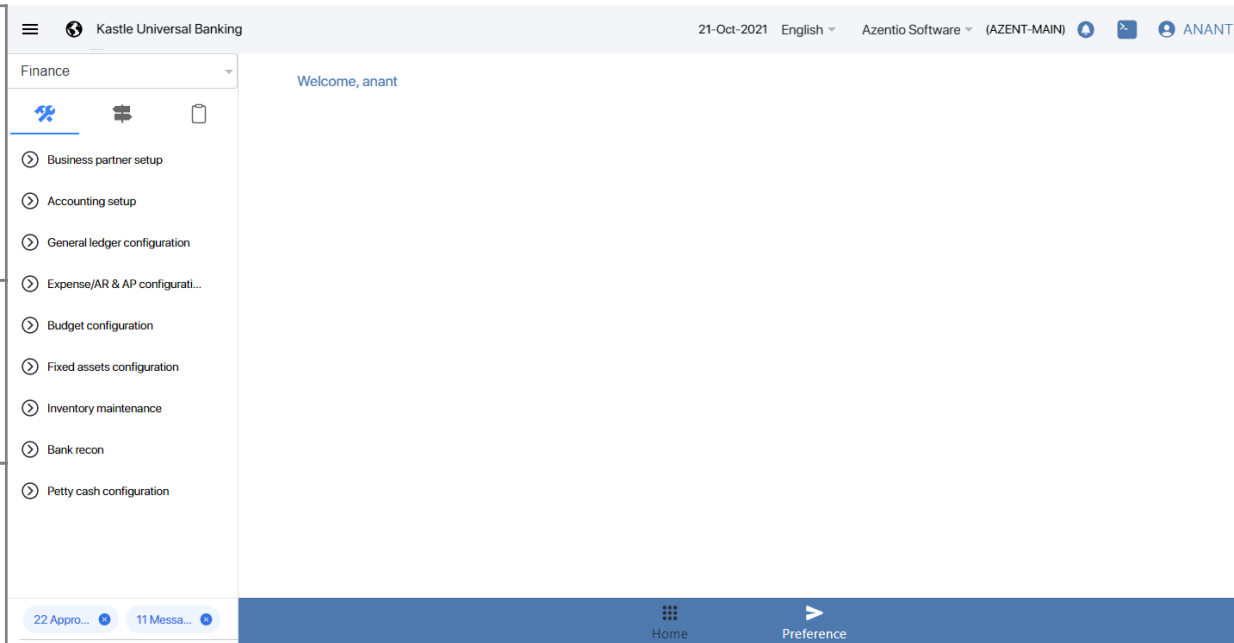 Kastle Universal Banking 21-Oct-2021 English Azentio Software (AZENT-MAIN) ANANT
Finance
Welcome, anant
Business partner setup
Accounting setup
General ledger configuration
Expense/AR & AP configurati...
Budget configuration
Fixed assets configuration
Inventory maintenance
Bank recon
Petty cash configuration
22 Appro... 11 Messa...
Home Preference